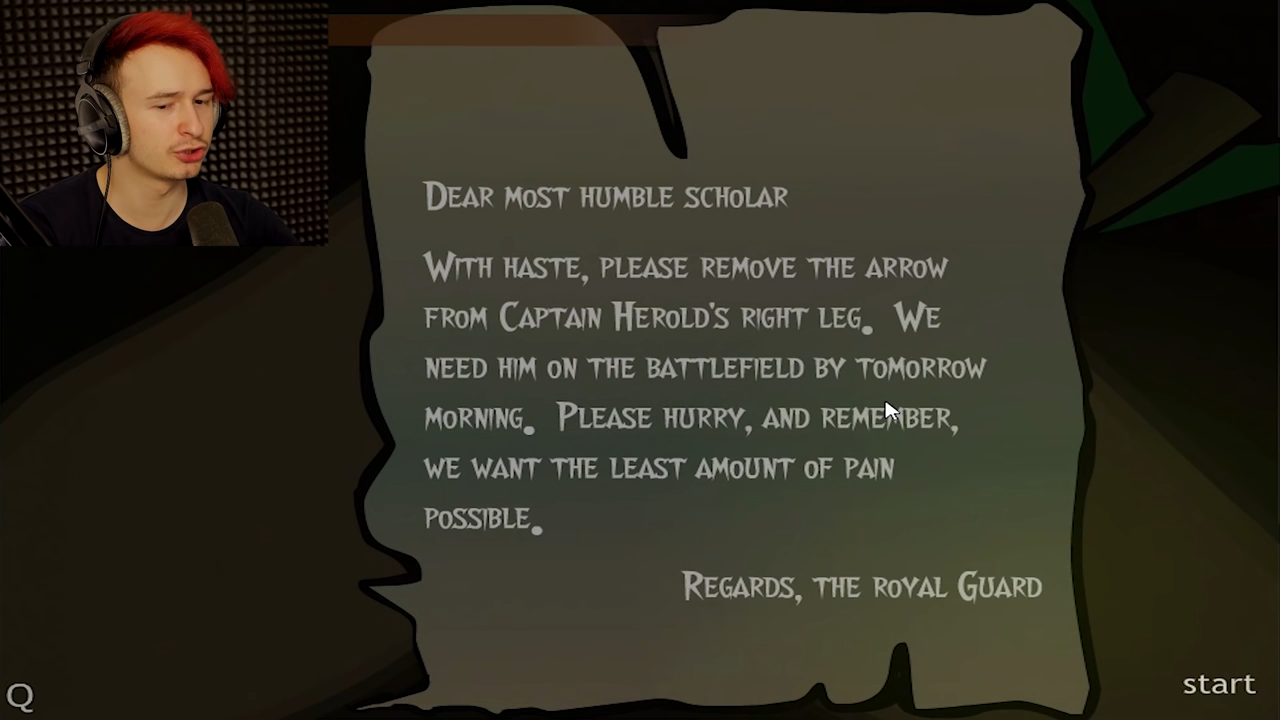 Dear most humble scholar
With haste, please remove the arrow
from Captain Herold's right leg. We
need him on the battlefield by tomorrow
morning. Please hurry, and remember,
we want the least amount of pain
possible.
Regards, the royal Guard
Q
start